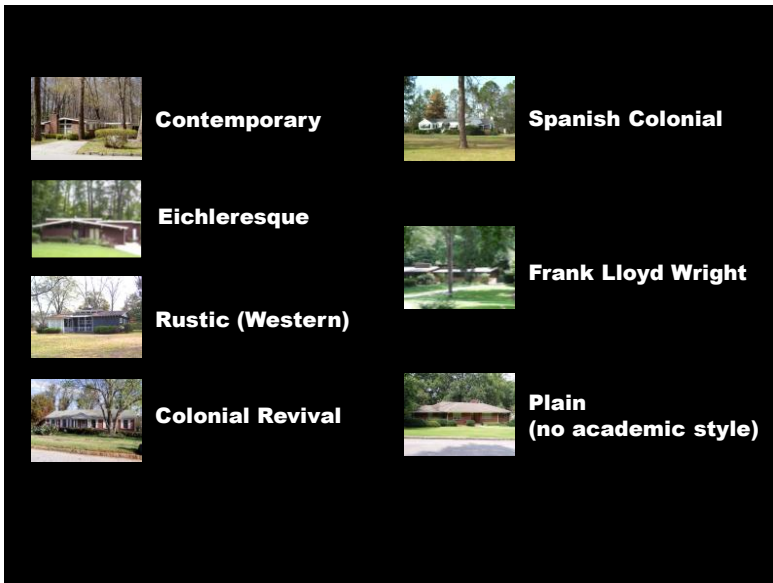 Contemporary
Eichleresque
Rustic (Western)
Colonial Revival
Spanish Colonial
Frank Lloyd Wright
Plain
(no academic style)